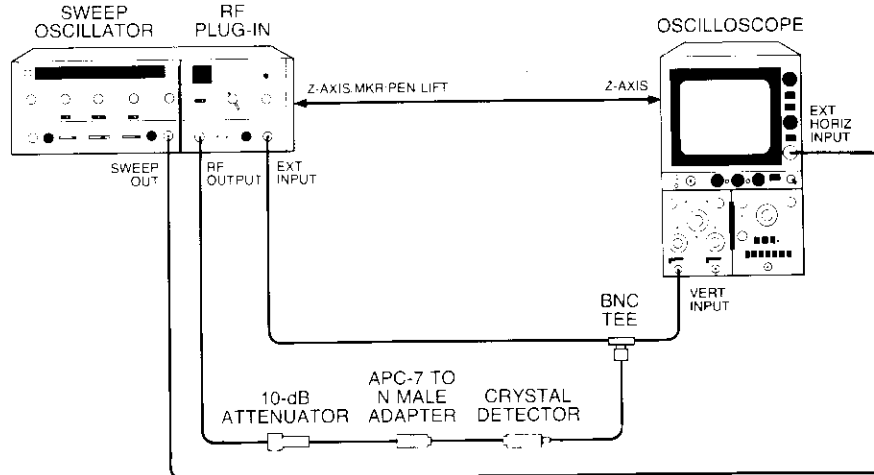 SWEEP
OSCILLATOR
RF
PLUG-IN
OSCILLOSCOPE
Z-AXIS MKR PEN LIFT
Z-AXIS
EXT
HORIZ
INPUT
SWEEP
OUT
RF
OUTPUT
EXT
INPUT
VERT
INPUT
BNC
TEE
10-dB
ATTENUATOR
APC-7 TO
N MALE
ADAPTER
CRYSTAL
DETECTOR